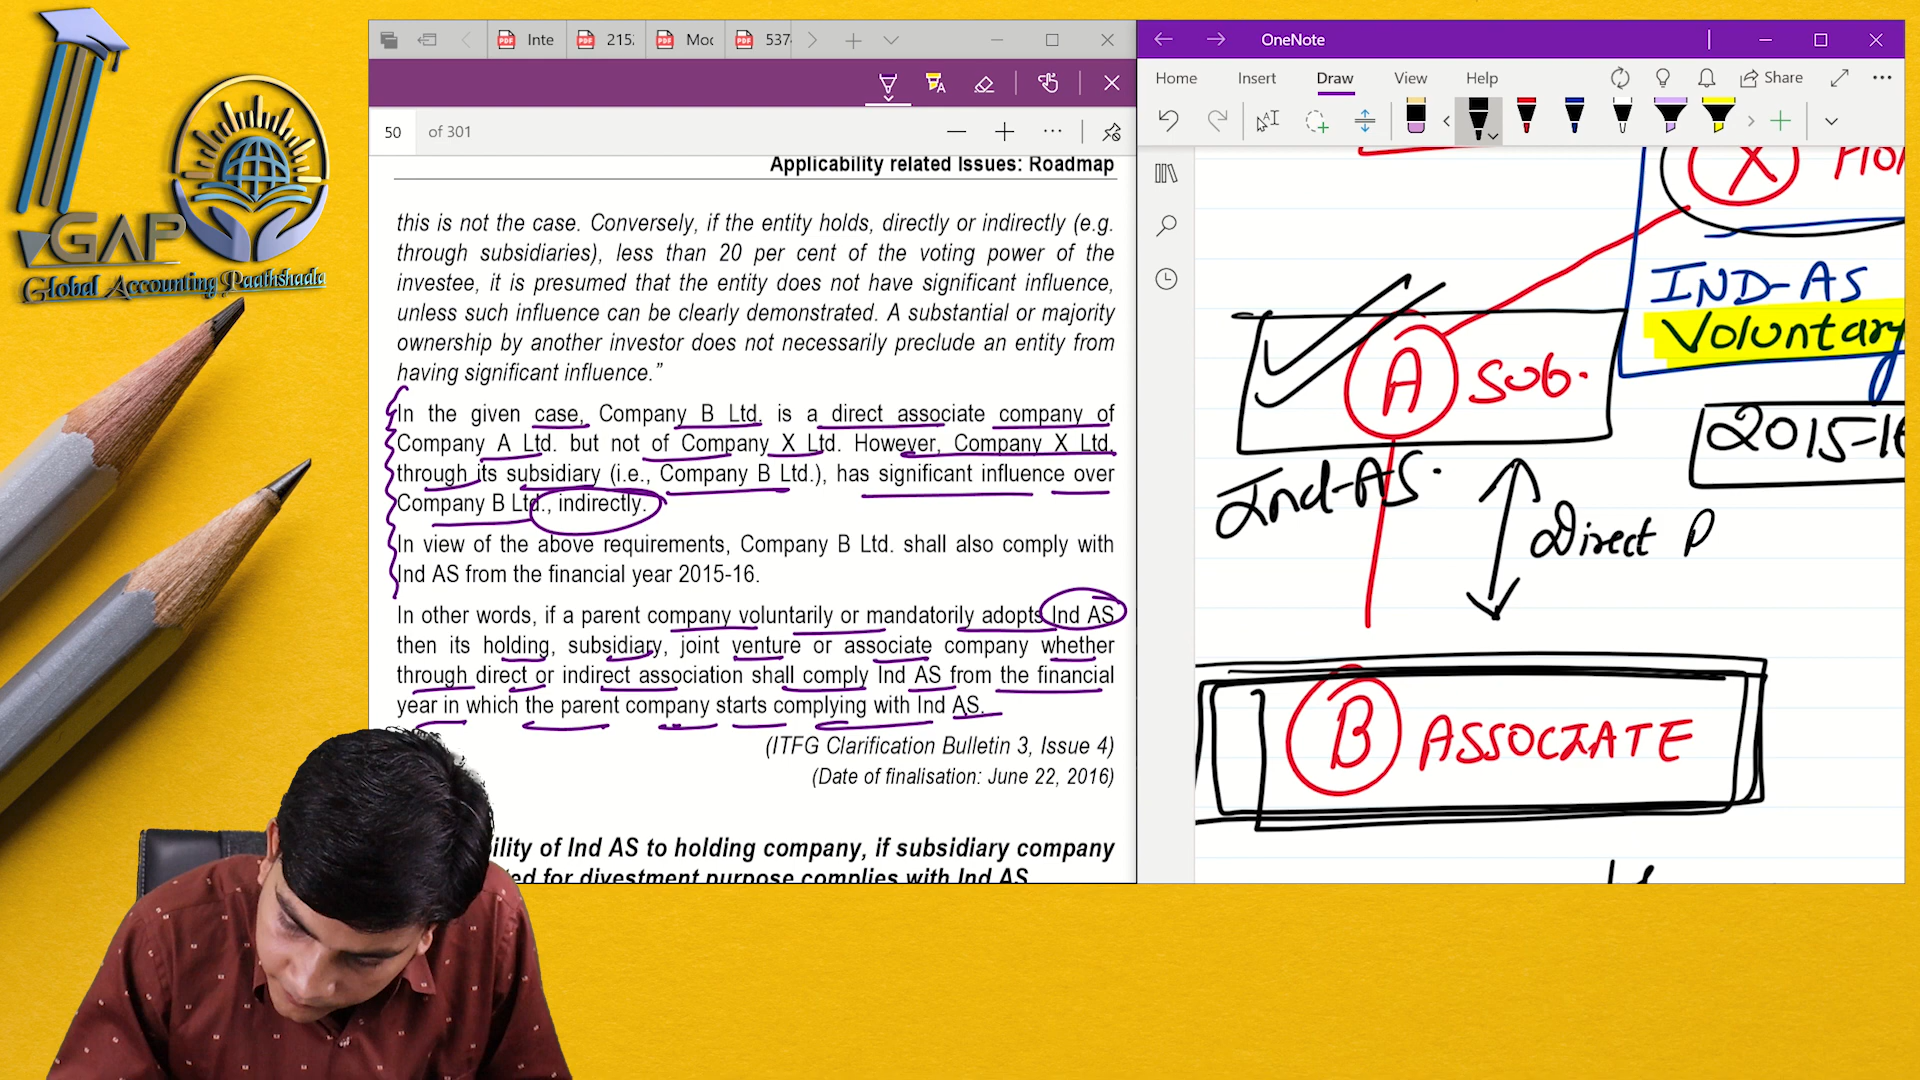 GAP
Global Accounting Paathshaala
Inte
215
Mod
537
50 of 301
Applicability related Issues: Roadmap
this is not the case. Conversely, if the entity holds, directly or indirectly (e.g.
through subsidiaries), less than 20 per cent of the voting power of the
investee, it is presumed that the entity does not have significant influence,
unless such influence can be clearly demonstrated. A substantial or majority
ownership by another investor does not necessarily preclude an entity from
having significant influence.”
In the given case, Company B Ltd. is a direct associate company of
Company A Ltd. but not of Company X Ltd. However, Company X Ltd.
through its subsidiary (i.e., Company B Ltd.), has significant influence over
Company B Ltd., indirectly.
In view of the above requirements, Company B Ltd. shall also comply with
Ind AS from the financial year 2015-16.
In other words, if a parent company voluntarily or mandatorily adopts Ind AS
then its holding, subsidiary, joint venture or associate company whether
through direct or indirect association shall comply Ind AS from the financial
year in which the parent company starts complying with Ind AS.
(ITFG Clarification Bulletin 3, Issue 4)
(Date of finalisation: June 22, 2016)
ility of Ind AS to holding company, if subsidiary company
ed for divestment purpose complies with Ind AS
OneNote
Home Insert Draw View Help Share
X
IND-AS
Voluntary
A Sub.
2015-16
Ind-AS.
Direct P
B ASSOCIATE